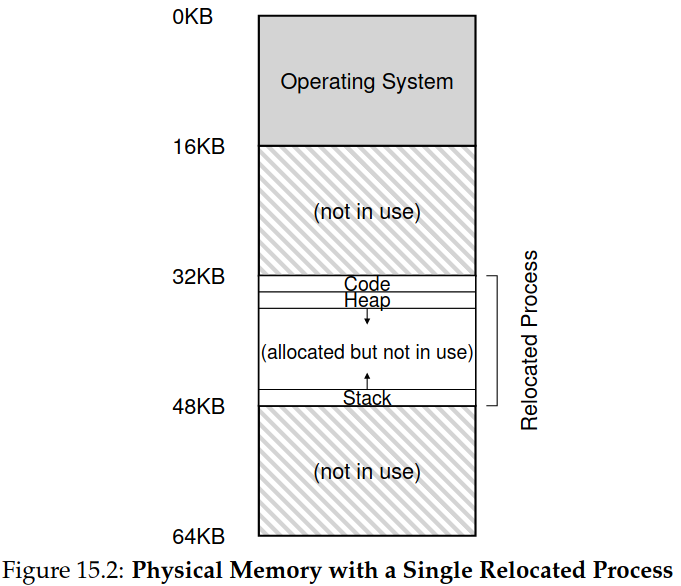 0KB
Operating System
16KB
(not in use)
32KB
Code
Heap
(allocated but not in use)
Relocated Process
Stack
48KB
(not in use)
64KB
Figure 15.2: Physical Memory with a Single Relocated Process